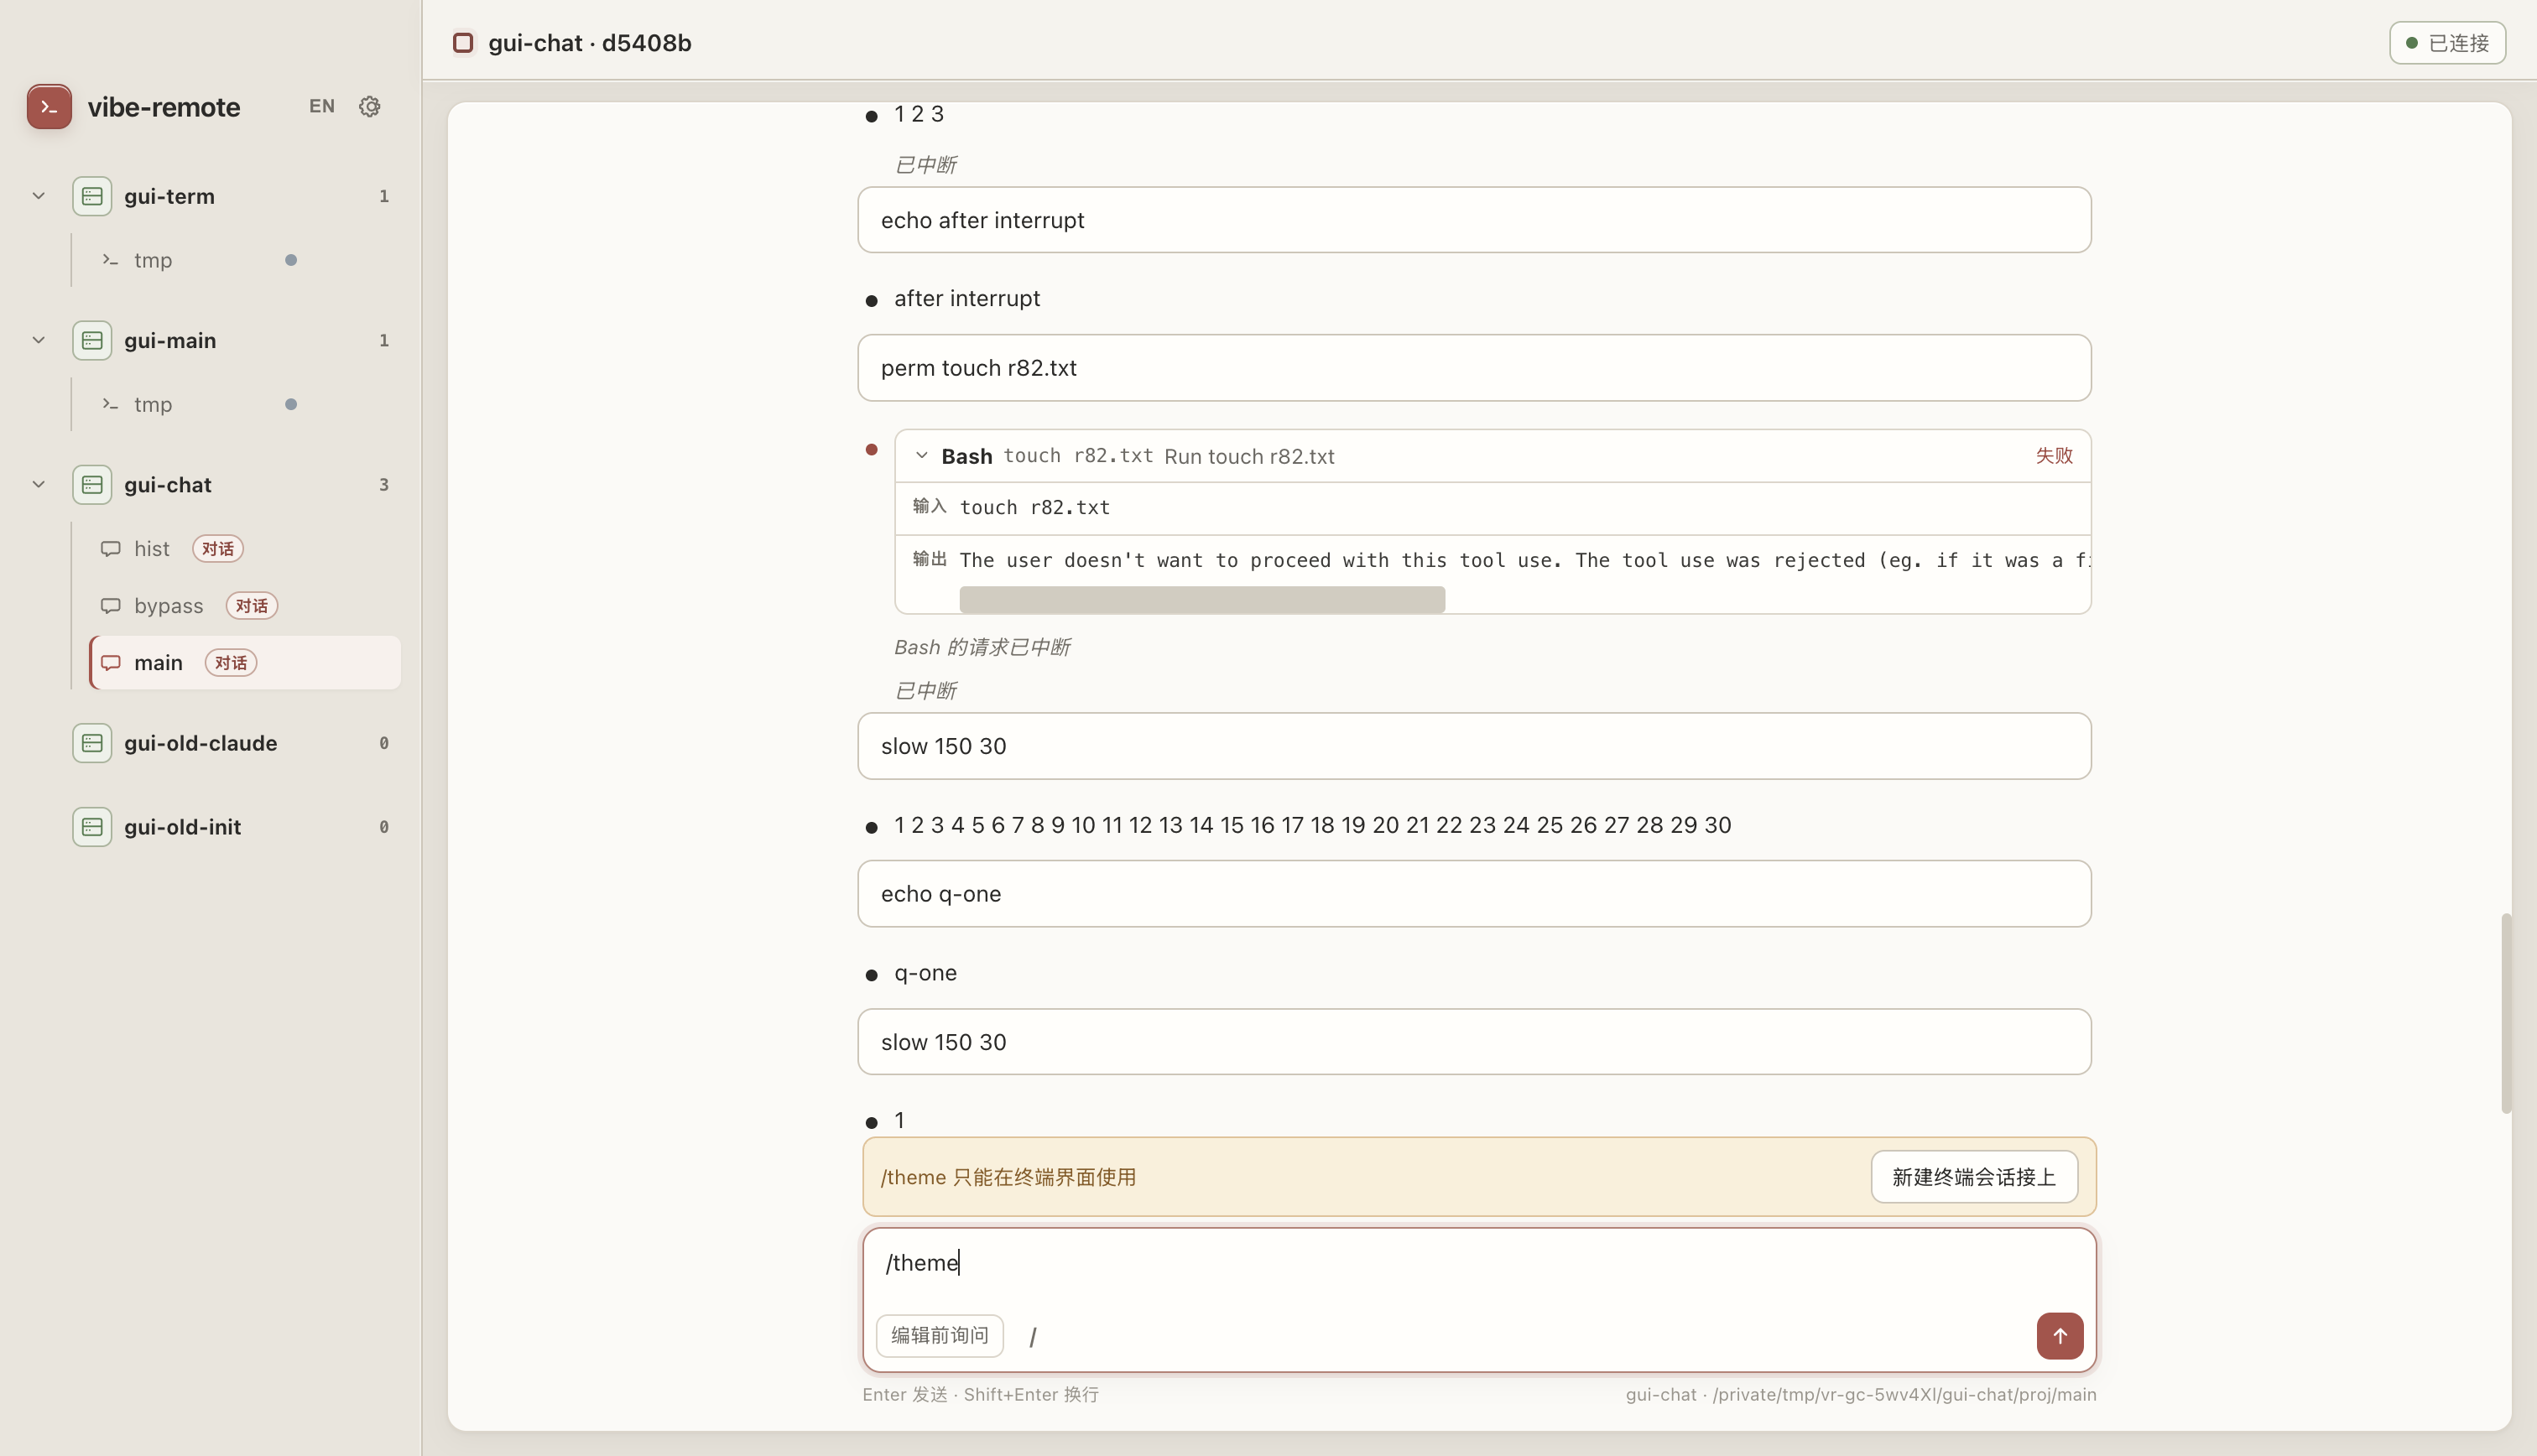 vibe-remote
EN
gui-term
1
tmp
gui-main
1
tmp
gui-chat
3
hist 对话
bypass 对话
main 对话
gui-old-claude
0
gui-old-init
0
gui-chat · d5408b
已连接
1 2 3
已中断
echo after interrupt
after interrupt
perm touch r82.txt
Bash touch r82.txt Run touch r82.txt 失败
输入 touch r82.txt
输出 The user doesn't want to proceed with this tool use. The tool use was rejected (eg. if it was a
Bash 的请求已中断
已中断
slow 150 30
1 2 3 4 5 6 7 8 9 10 11 12 13 14 15 16 17 18 19 20 21 22 23 24 25 26 27 28 29 30
echo q-one
q-one
slow 150 30
1
/theme 只能在终端界面使用
新建终端会话接上
/theme
编辑前询问 /
Enter 发送 · Shift+Enter 换行
gui-chat · /private/tmp/vr-gc-5wv4Xl/gui-chat/proj/main